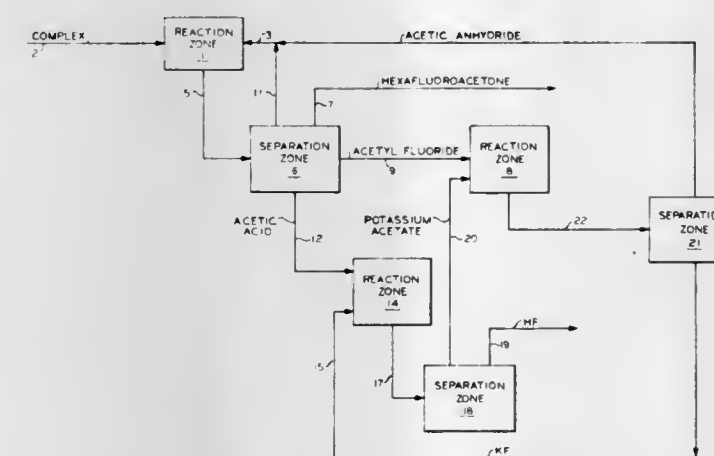 COMPLEX
2
REACTION
ZONE
1
3
ACETIC ANHYDRIDE
5
11
7
HEXAFLUOROACETONE
SEPARATION
ZONE
6
ACETYL FLUORIDE
9
REACTION
ZONE
8
ACETIC
ACID
12
POTASSIUM
ACETATE
20
22
SEPARATIO
ZONE
21
REACTION
ZONE
14
15
17
HF
19
SEPARATION
ZONE
18
KF